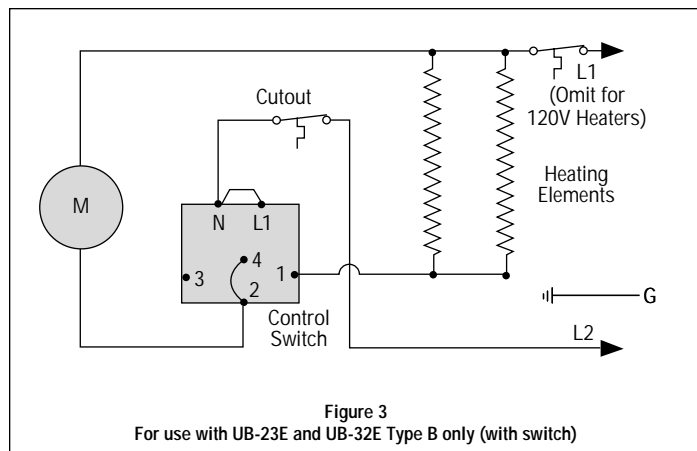 L1
(Omit for
120V Heaters)
Cutout
Heating
Elements
M
N L1
4
3
1
2
Control
Switch
G
L2
Figure 3
For use with UB-23E and UB-32E Type B only (with switch)